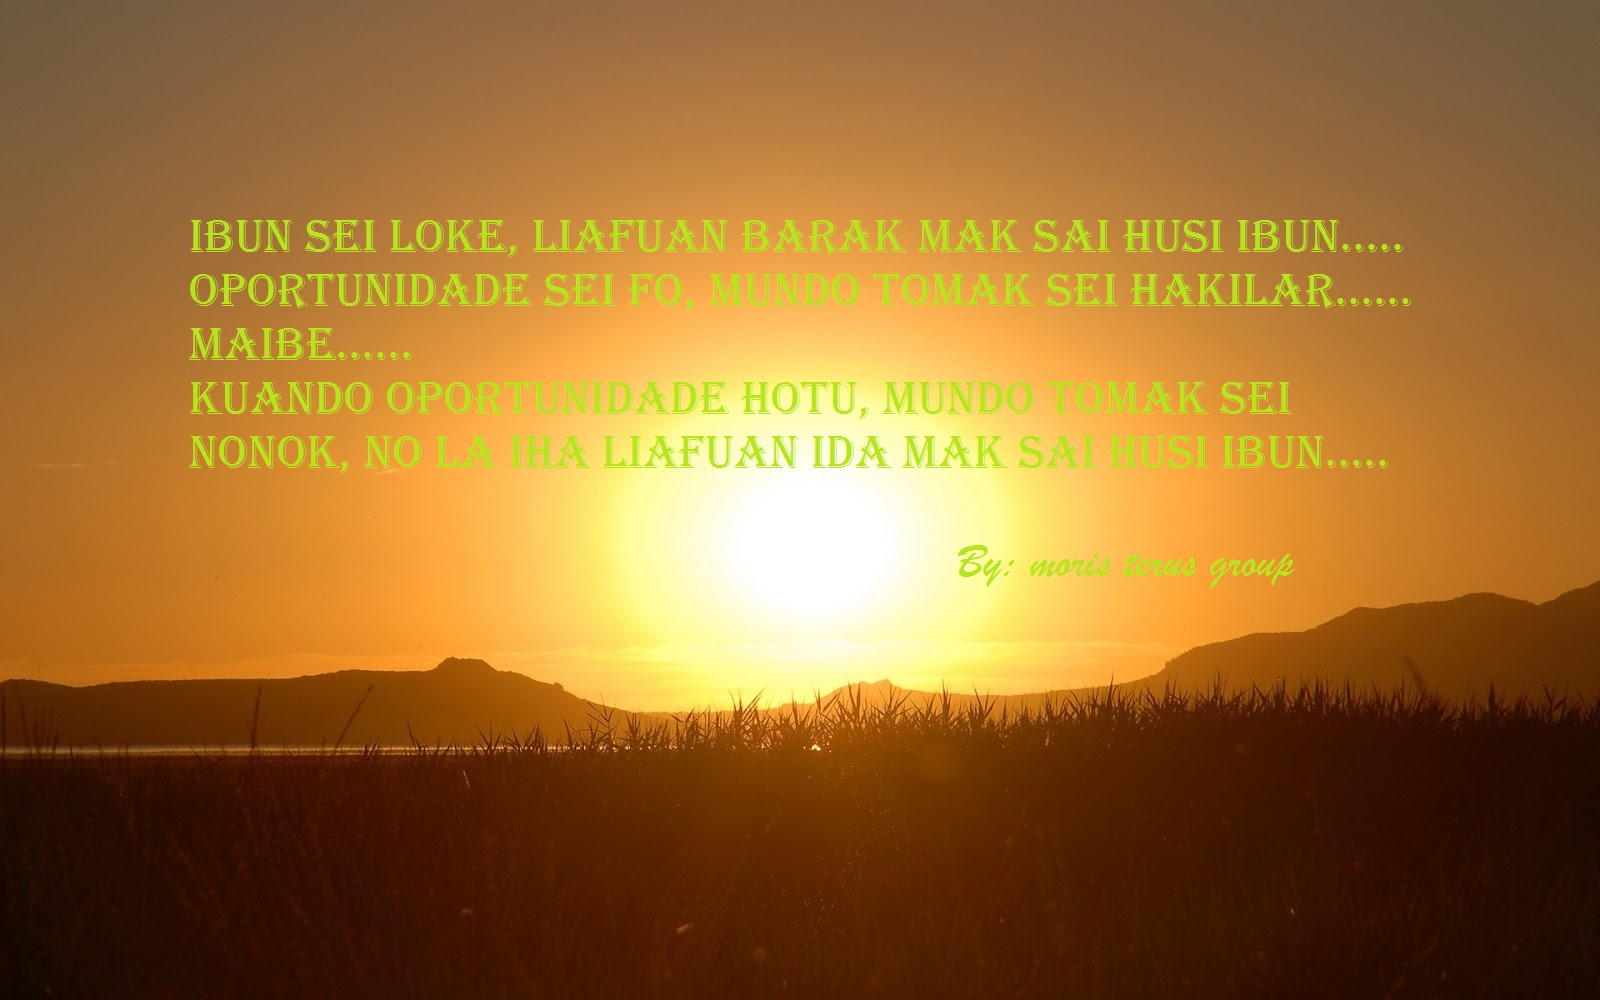 IBUN SEI LOKE, LIAFUAN BARAK MAK SAI HUSI IBUN.....
OPORTUNIDADE SEI FO, MUNDO TOMAK SEI HAKILAR......
MAIBE......
KUANDO OPORTUNIDADE HOTU, MUNDO TOMAK SEI
NONOK, NO LA IHA LIAFUAN IDA MAK SAI HUSI IBUN.....
By: moris terus group